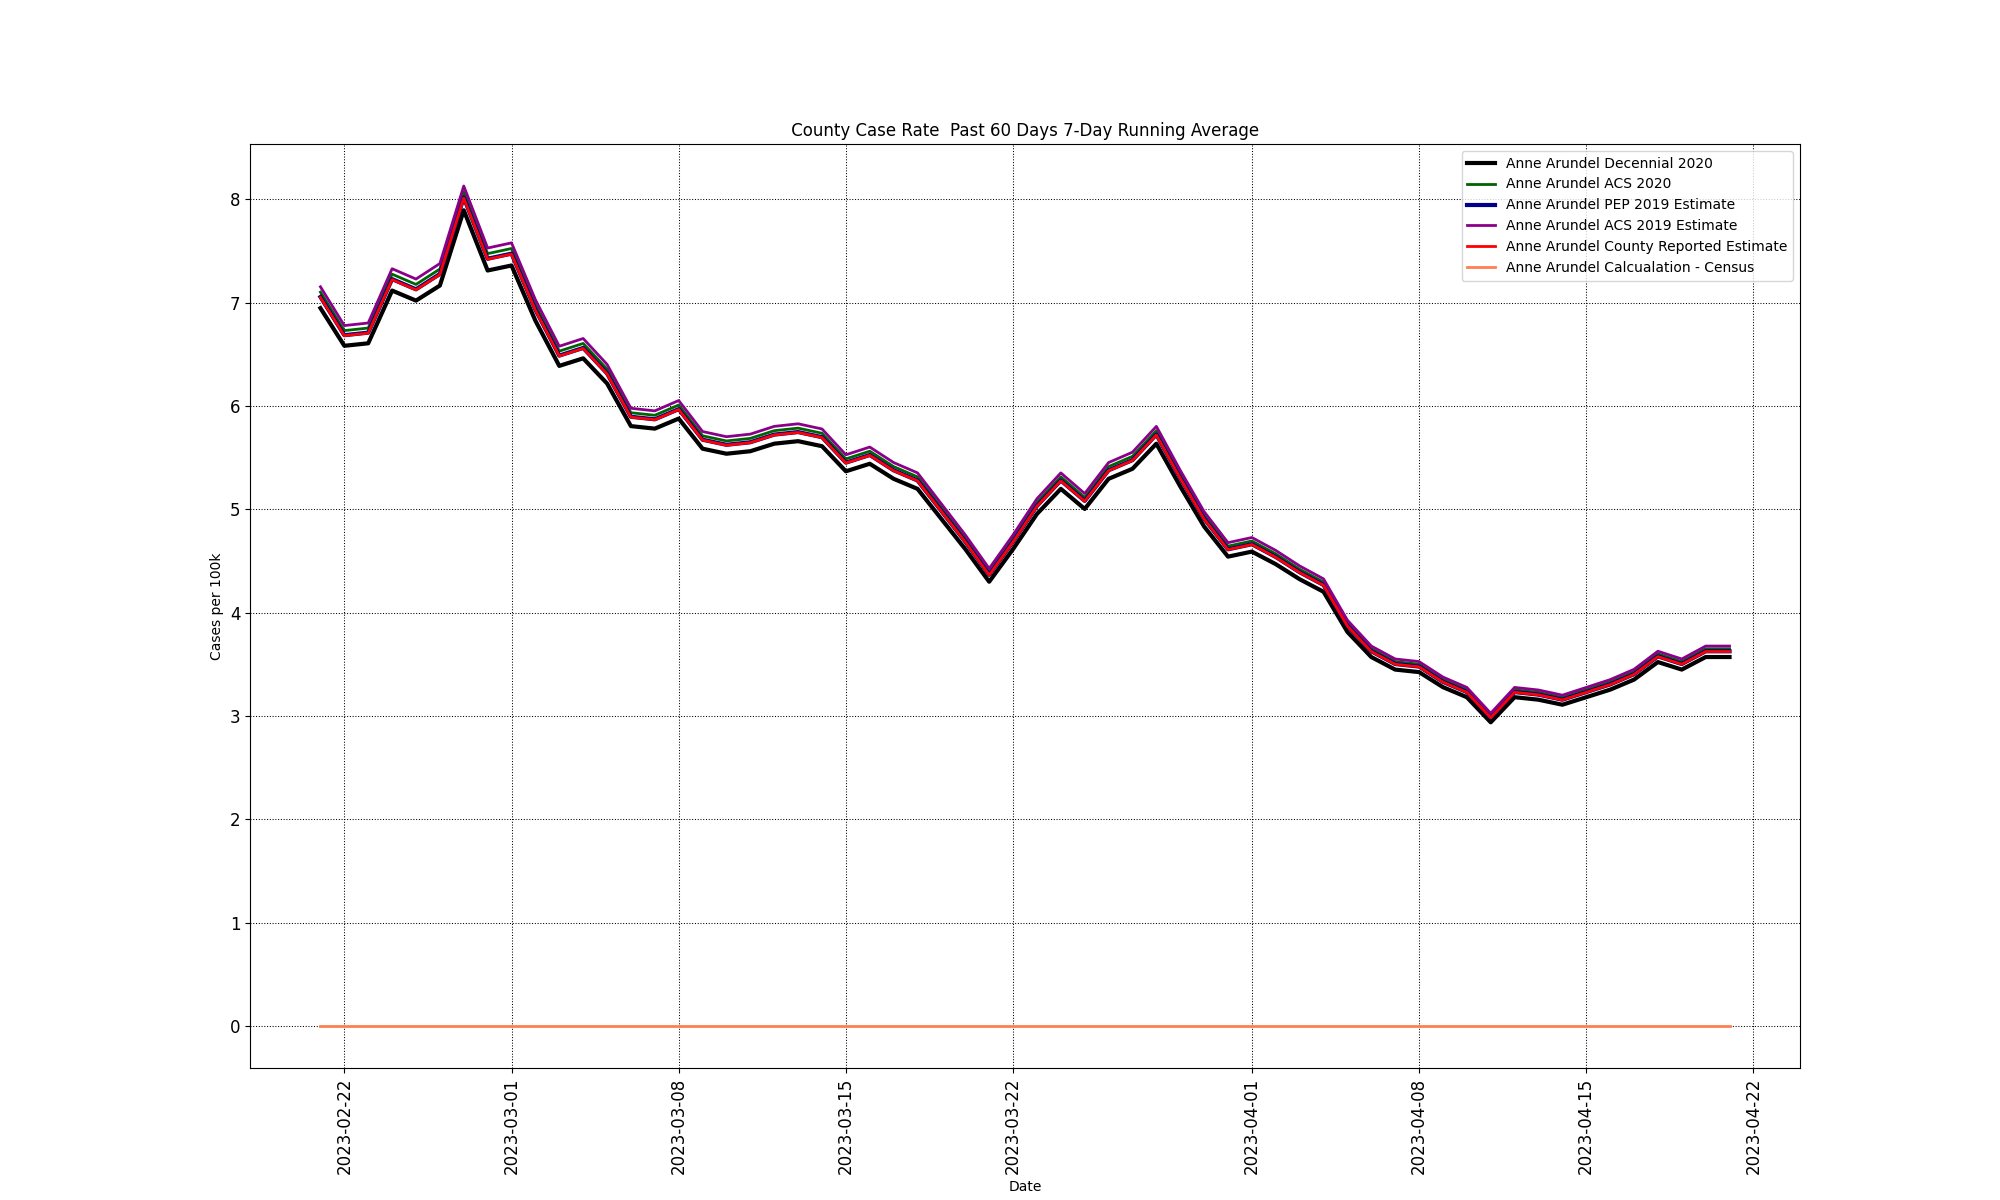 County Case Rate  Past 60 Days 7-Day Running Average
Anne Arundel Decennial 2020
Anne Arundel ACS 2020
Anne Arundel PEP 2019 Estimate
Anne Arundel ACS 2019 Estimate
Anne Arundel County Reported Estimate
Anne Arundel Calcualation - Census
8
7
6
5
4
3
2
1
0
Cases per 100k
2023-02-22
2023-03-01
2023-03-08
2023-03-15
2023-03-22
2023-04-01
2023-04-08
2023-04-15
2023-04-22
Date